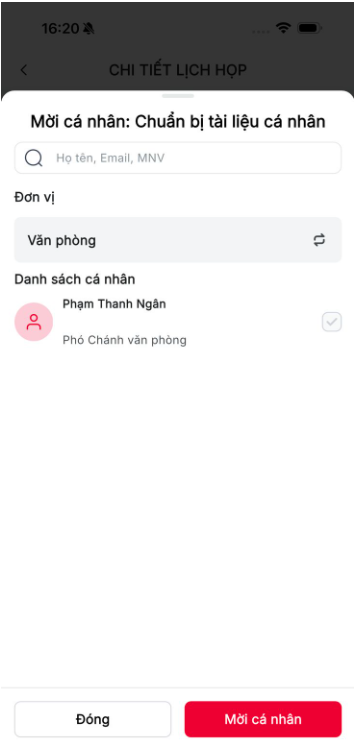 16:20
CHI TIẾT LỊCH HỌP
Mời cá nhân: Chuẩn bị tài liệu cá nhân
Họ tên, Email, MNV
Đơn vị
Văn phòng
Danh sách cá nhân
Phạm Thanh Ngân
Phó Chánh văn phòng
Đóng
Mời cá nhân